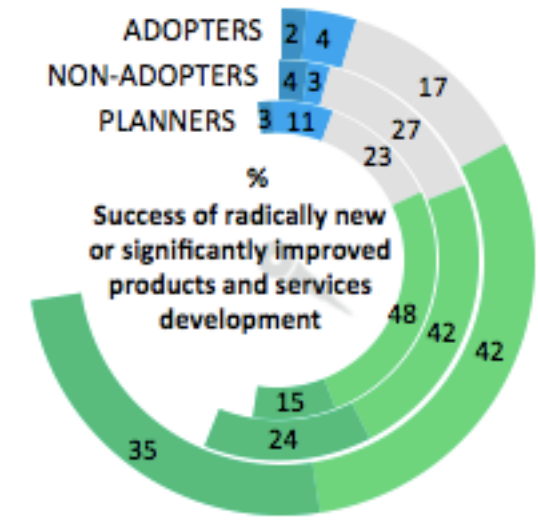 ADOPTERS 2 4 17
NON-ADOPTERS 4 3 27
PLANNERS 3 11 23
%
Success of radically new
or significantly improved
products and services
development
48 42 42
15
24
35